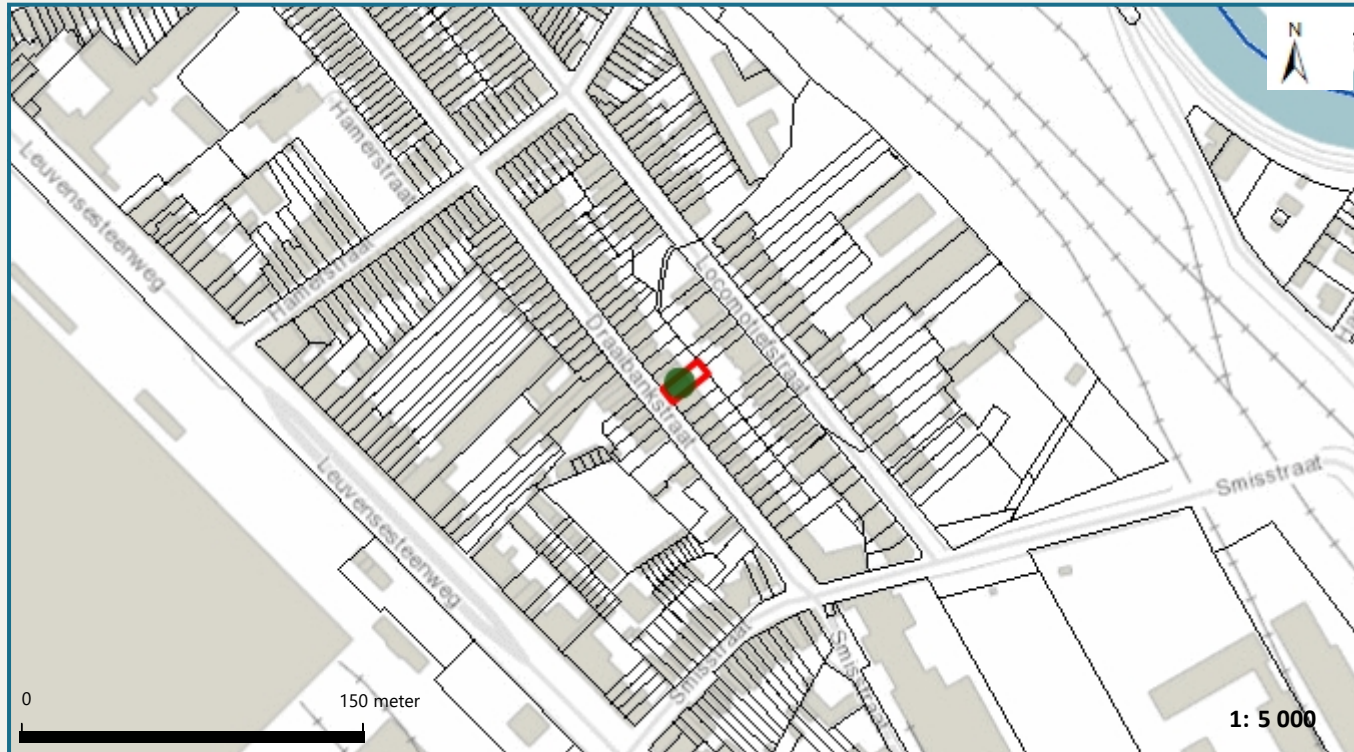 N
Hamerstraat
Leuvensesteenweg
Hamerstraat
Locomotiefstraat
Draaibankstraat
Leuvensesteenweg
Smisstraat
Smisstraat
Smisstraat
0
150 meter
1: 5 000